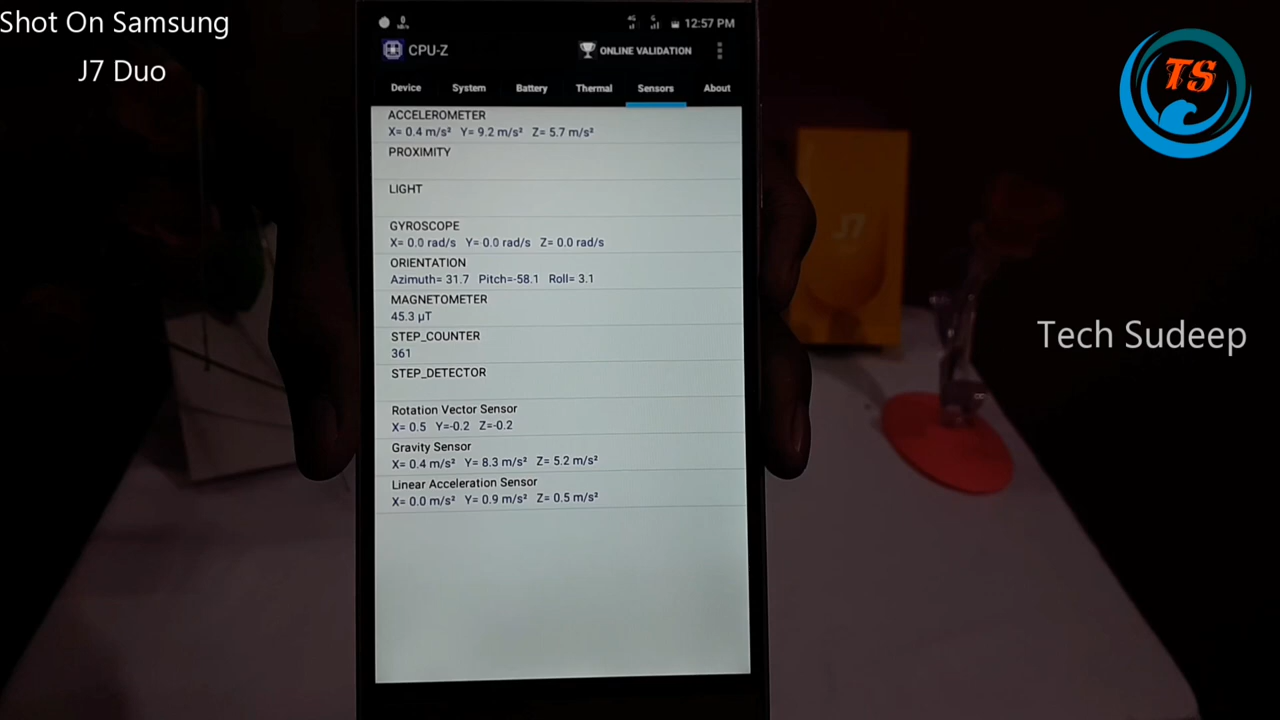 Shot On Samsung
J7 Duo
12:57 PM
CPU-Z
ONLINE VALIDATION
Device System Battery Thermal Sensors About
ACCELEROMETER
X= 0.4 m/s² Y= 9.2 m/s² Z= 5.7 m/s²
PROXIMITY
LIGHT
GYROSCOPE
X= 0.0 rad/s Y= 0.0 rad/s Z= 0.0 rad/s
ORIENTATION
Azimuth= 31.7 Pitch=-58.1 Roll= 3.1
MAGNETOMETER
45.3 μT
STEP_COUNTER
361
STEP_DETECTOR
Rotation Vector Sensor
X= 0.5 Y=-0.2 Z=-0.2
Gravity Sensor
X= 0.4 m/s² Y= 8.3 m/s² Z= 5.2 m/s²
Linear Acceleration Sensor
X= 0.0 m/s² Y= 0.9 m/s² Z= 0.5 m/s²
TS
J7
Tech Sudeep